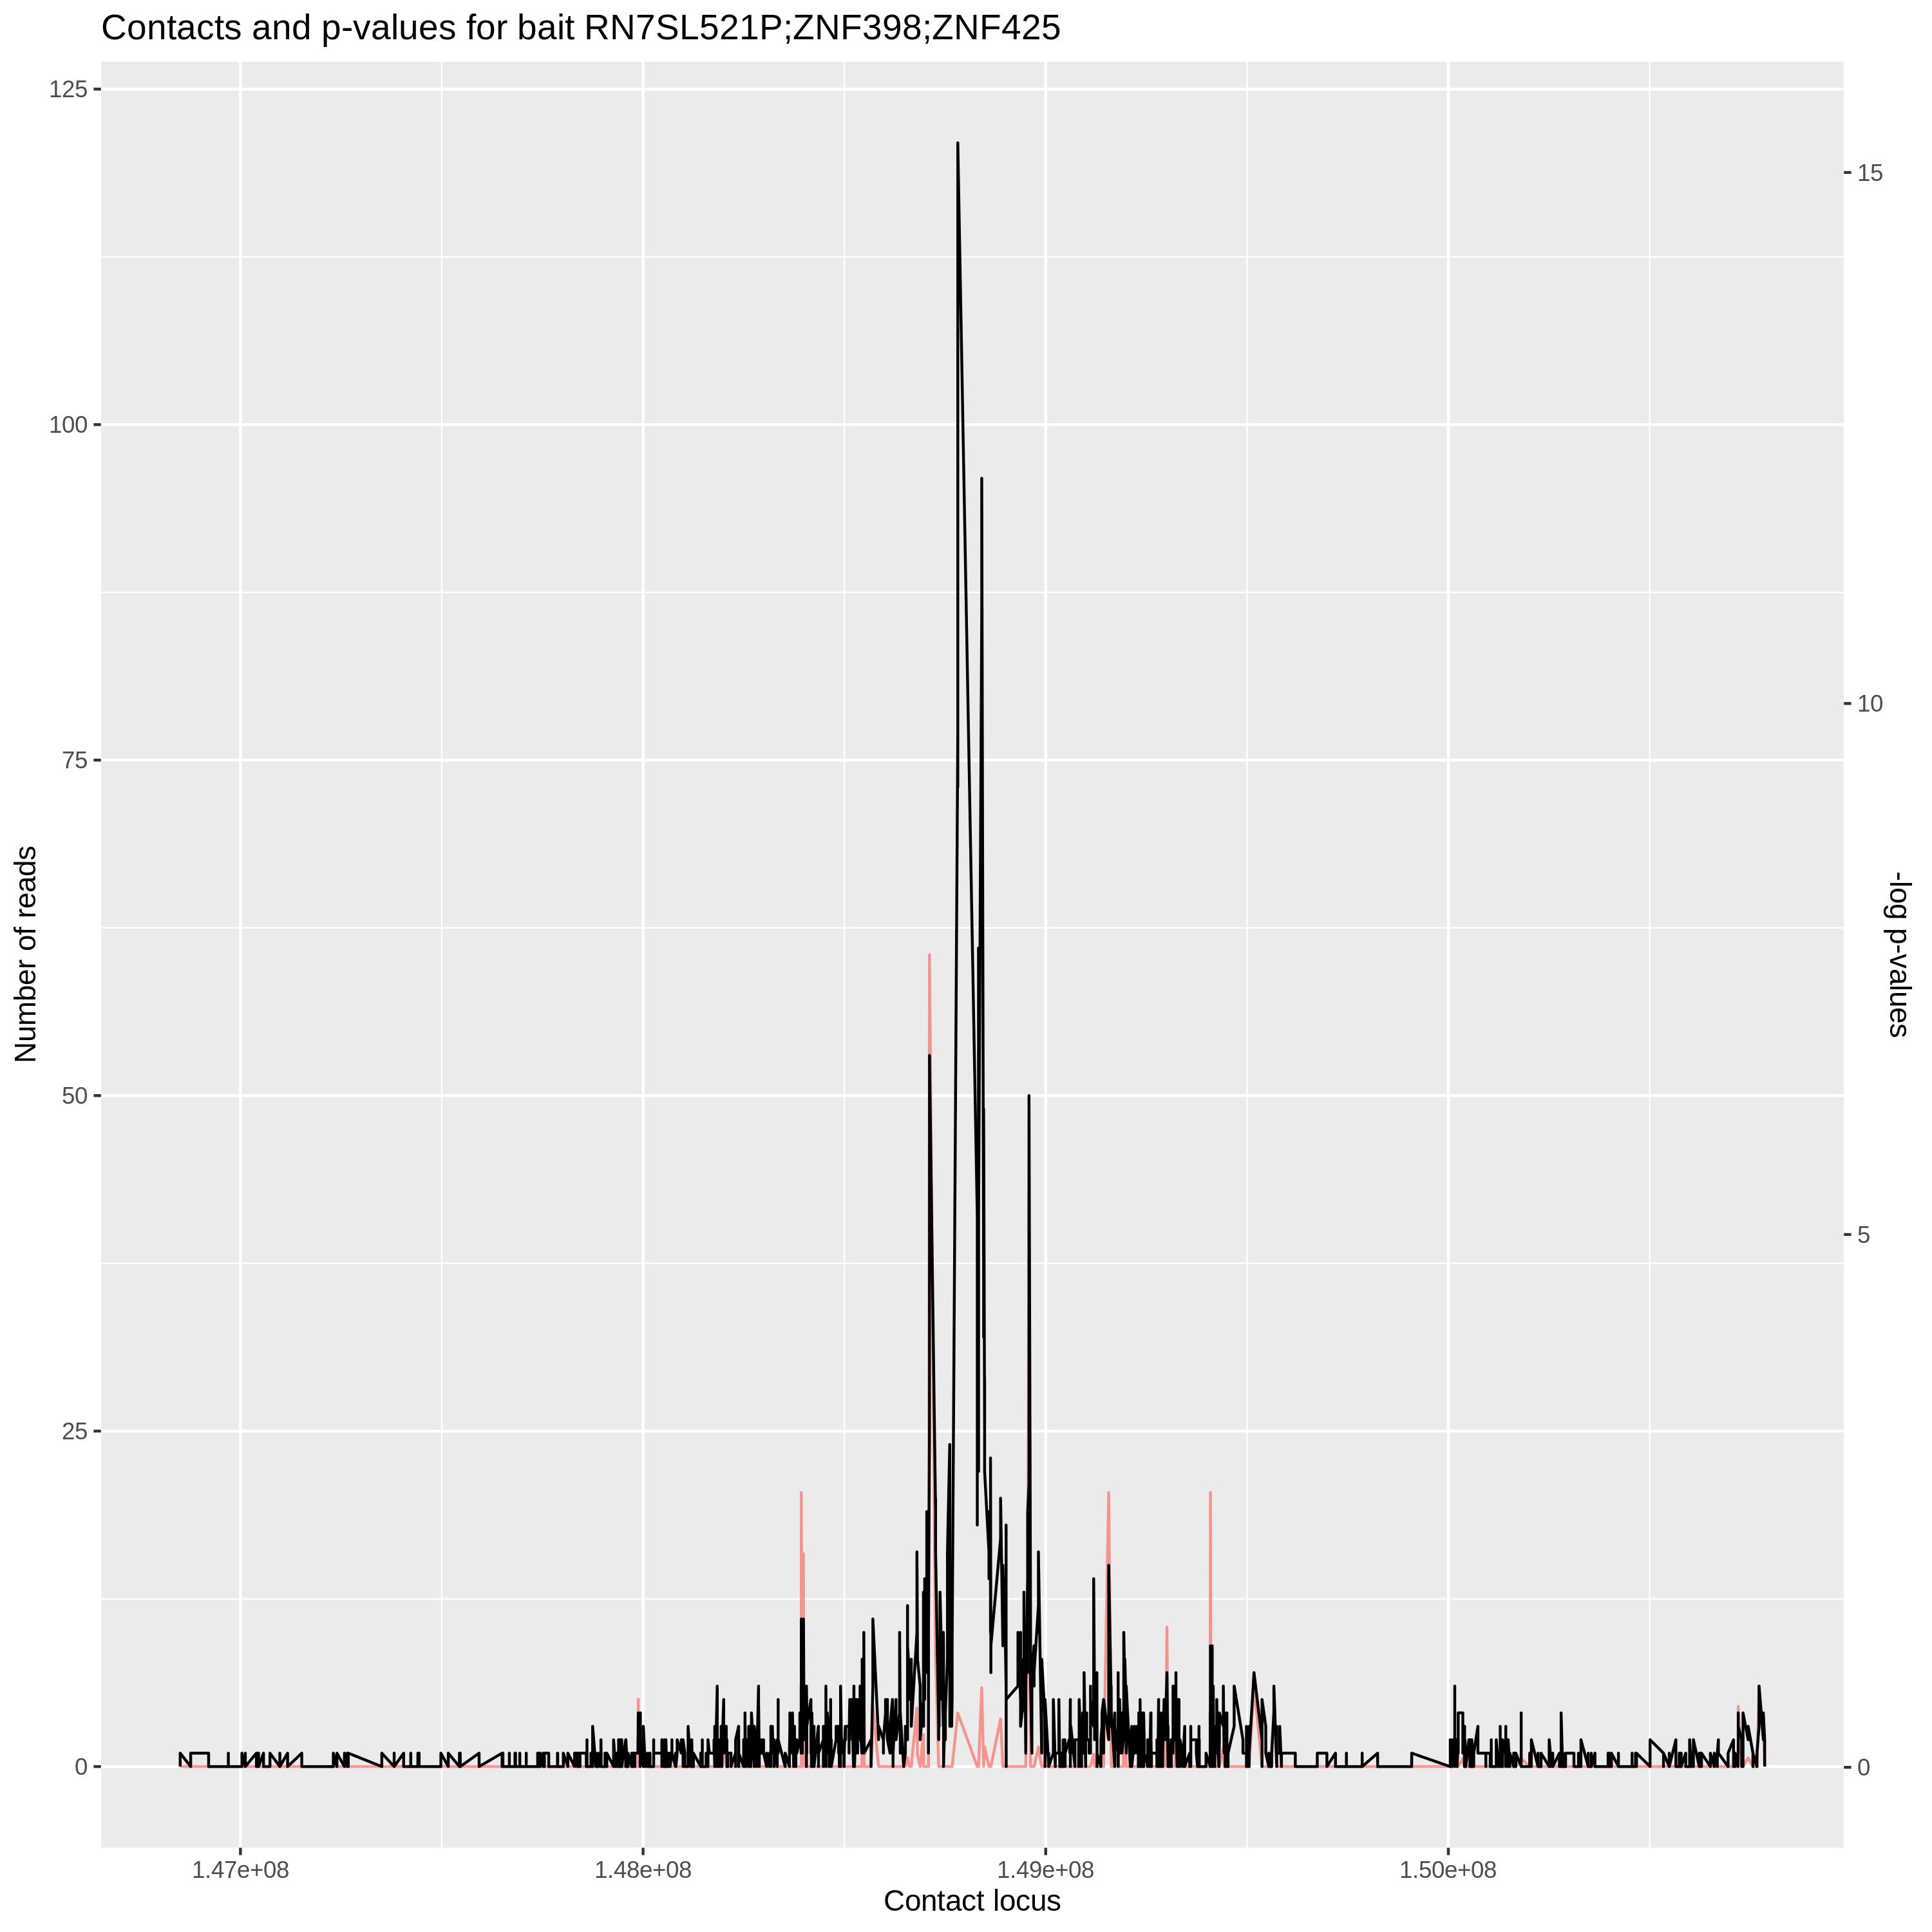 Contacts and p-values for bait RN7SL521P;ZNF398;ZNF425
125
100
75
50
25
0
Number of reads
15
10
5
0
-log p-values
1.47e+08
1.48e+08
1.49e+08
1.50e+08
Contact locus